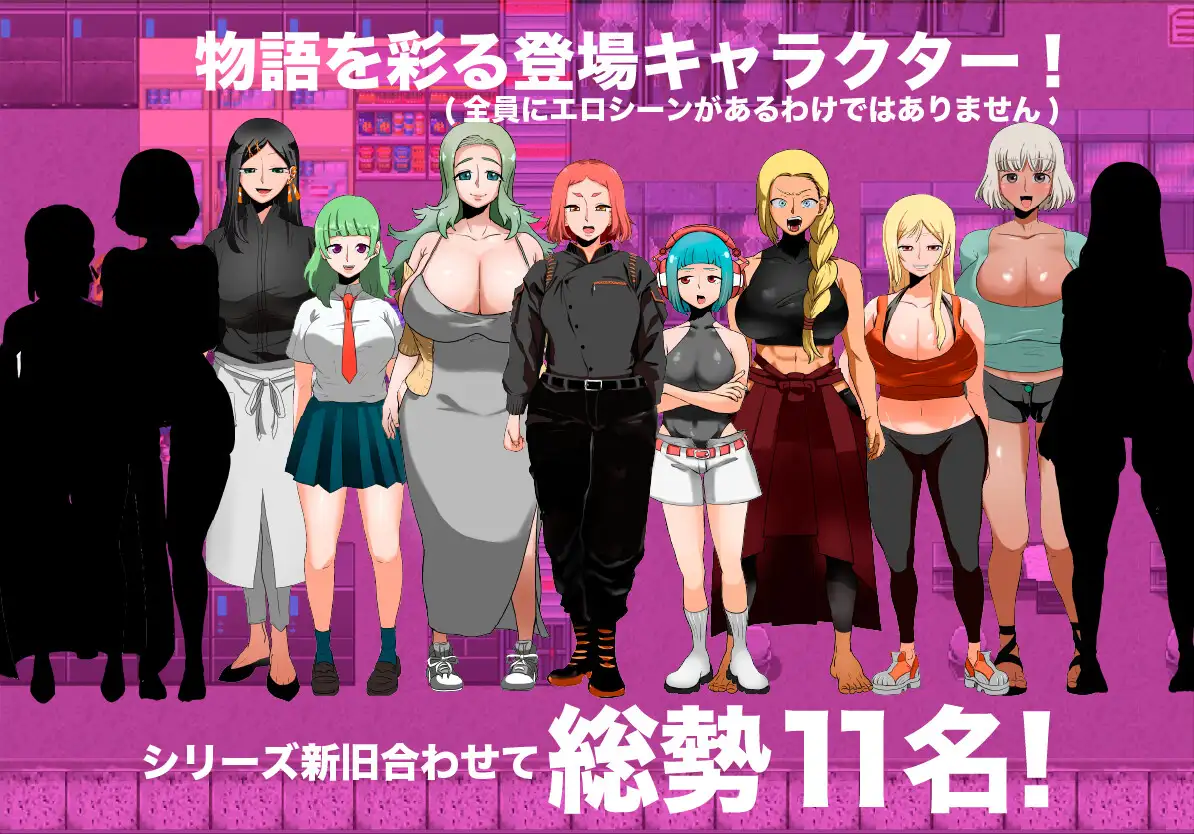 物語を彩る登場キャラクター！
(全員にエロシーンがあるわけではありません)
シリーズ新旧合わせて総勢11名!